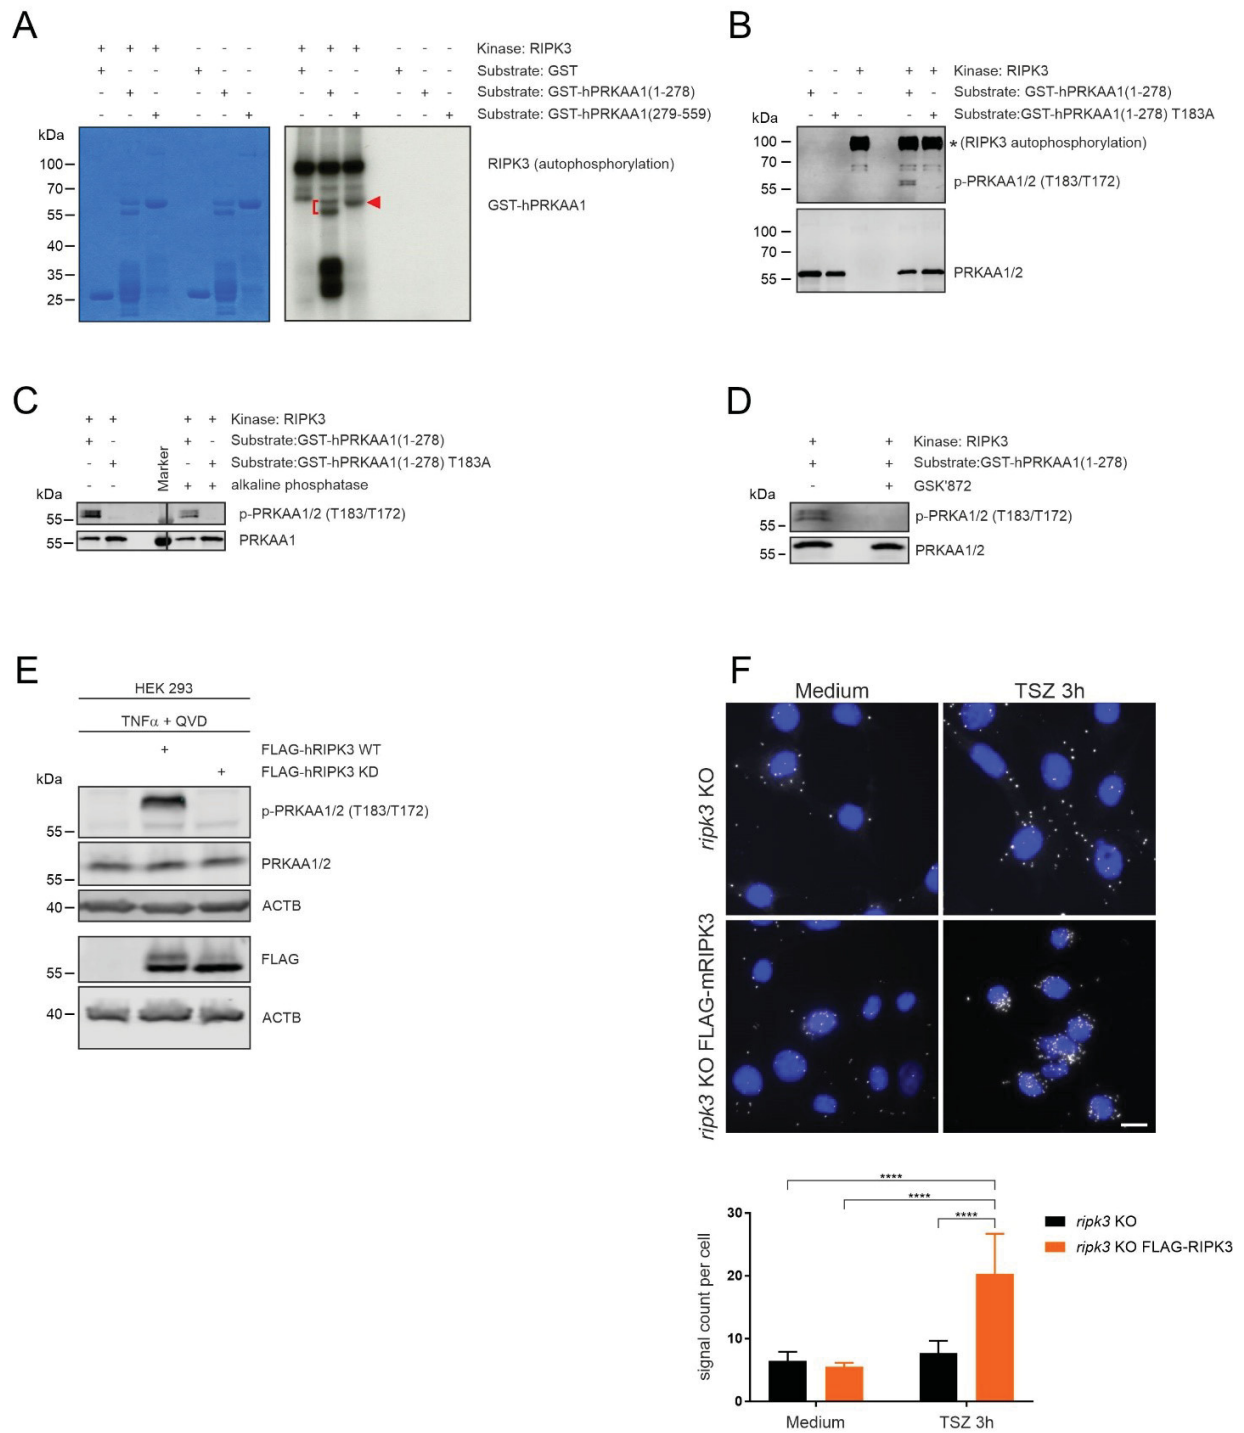 A
+ + + - - - + + + - - - Kinase: RIPK3
+ - - + - - + - - + - - Substrate: GST
- + - - + - - + - - + - Substrate: GST-hPRKAA1(1-278)
- - + - - + - - + - - + Substrate: GST-hPRKAA1(279-559)
kDa
100
70
55
40
35
25
RIPK3 (autophosphorylation)
GST-hPRKAA1
B
- - + + + Kinase: RIPK3
+ - - + - Substrate: GST-hPRKAA1(1-278)
- + - - + Substrate:GST-hPRKAA1(1-278) T183A
kDa
100
70
55
* (RIPK3 autophosphorylation)
p-PRKAA1/2 (T183/T172)
100
70
55
PRKAA1/2
C
+ + + + Kinase: RIPK3
+ - + - Substrate:GST-hPRKAA1(1-278)
- + - + Substrate:GST-hPRKAA1(1-278) T183A
- - + + alkaline phosphatase
Marker
kDa
55
p-PRKAA1/2 (T183/T172)
55
PRKAA1
D
+ + Kinase: RIPK3
+ + Substrate:GST-hPRKAA1(1-278)
- + GSK'872
kDa
55
p-PRKA1/2 (T183/T172)
55
PRKAA1/2
E
HEK 293
TNFα + QVD
+ FLAG-hRIPK3 WT
+ FLAG-hRIPK3 KD
kDa
55
p-PRKAA1/2 (T183/T172)
55
PRKAA1/2
40
ACTB
55
FLAG
40
ACTB
F
Medium TSZ 3h
ripk3 KO
ripk3 KO FLAG-mRIPK3
****
****
****
30
20
10
0
signal count per cell
Medium TSZ 3h
ripk3 KO
ripk3 KO FLAG-RIPK3